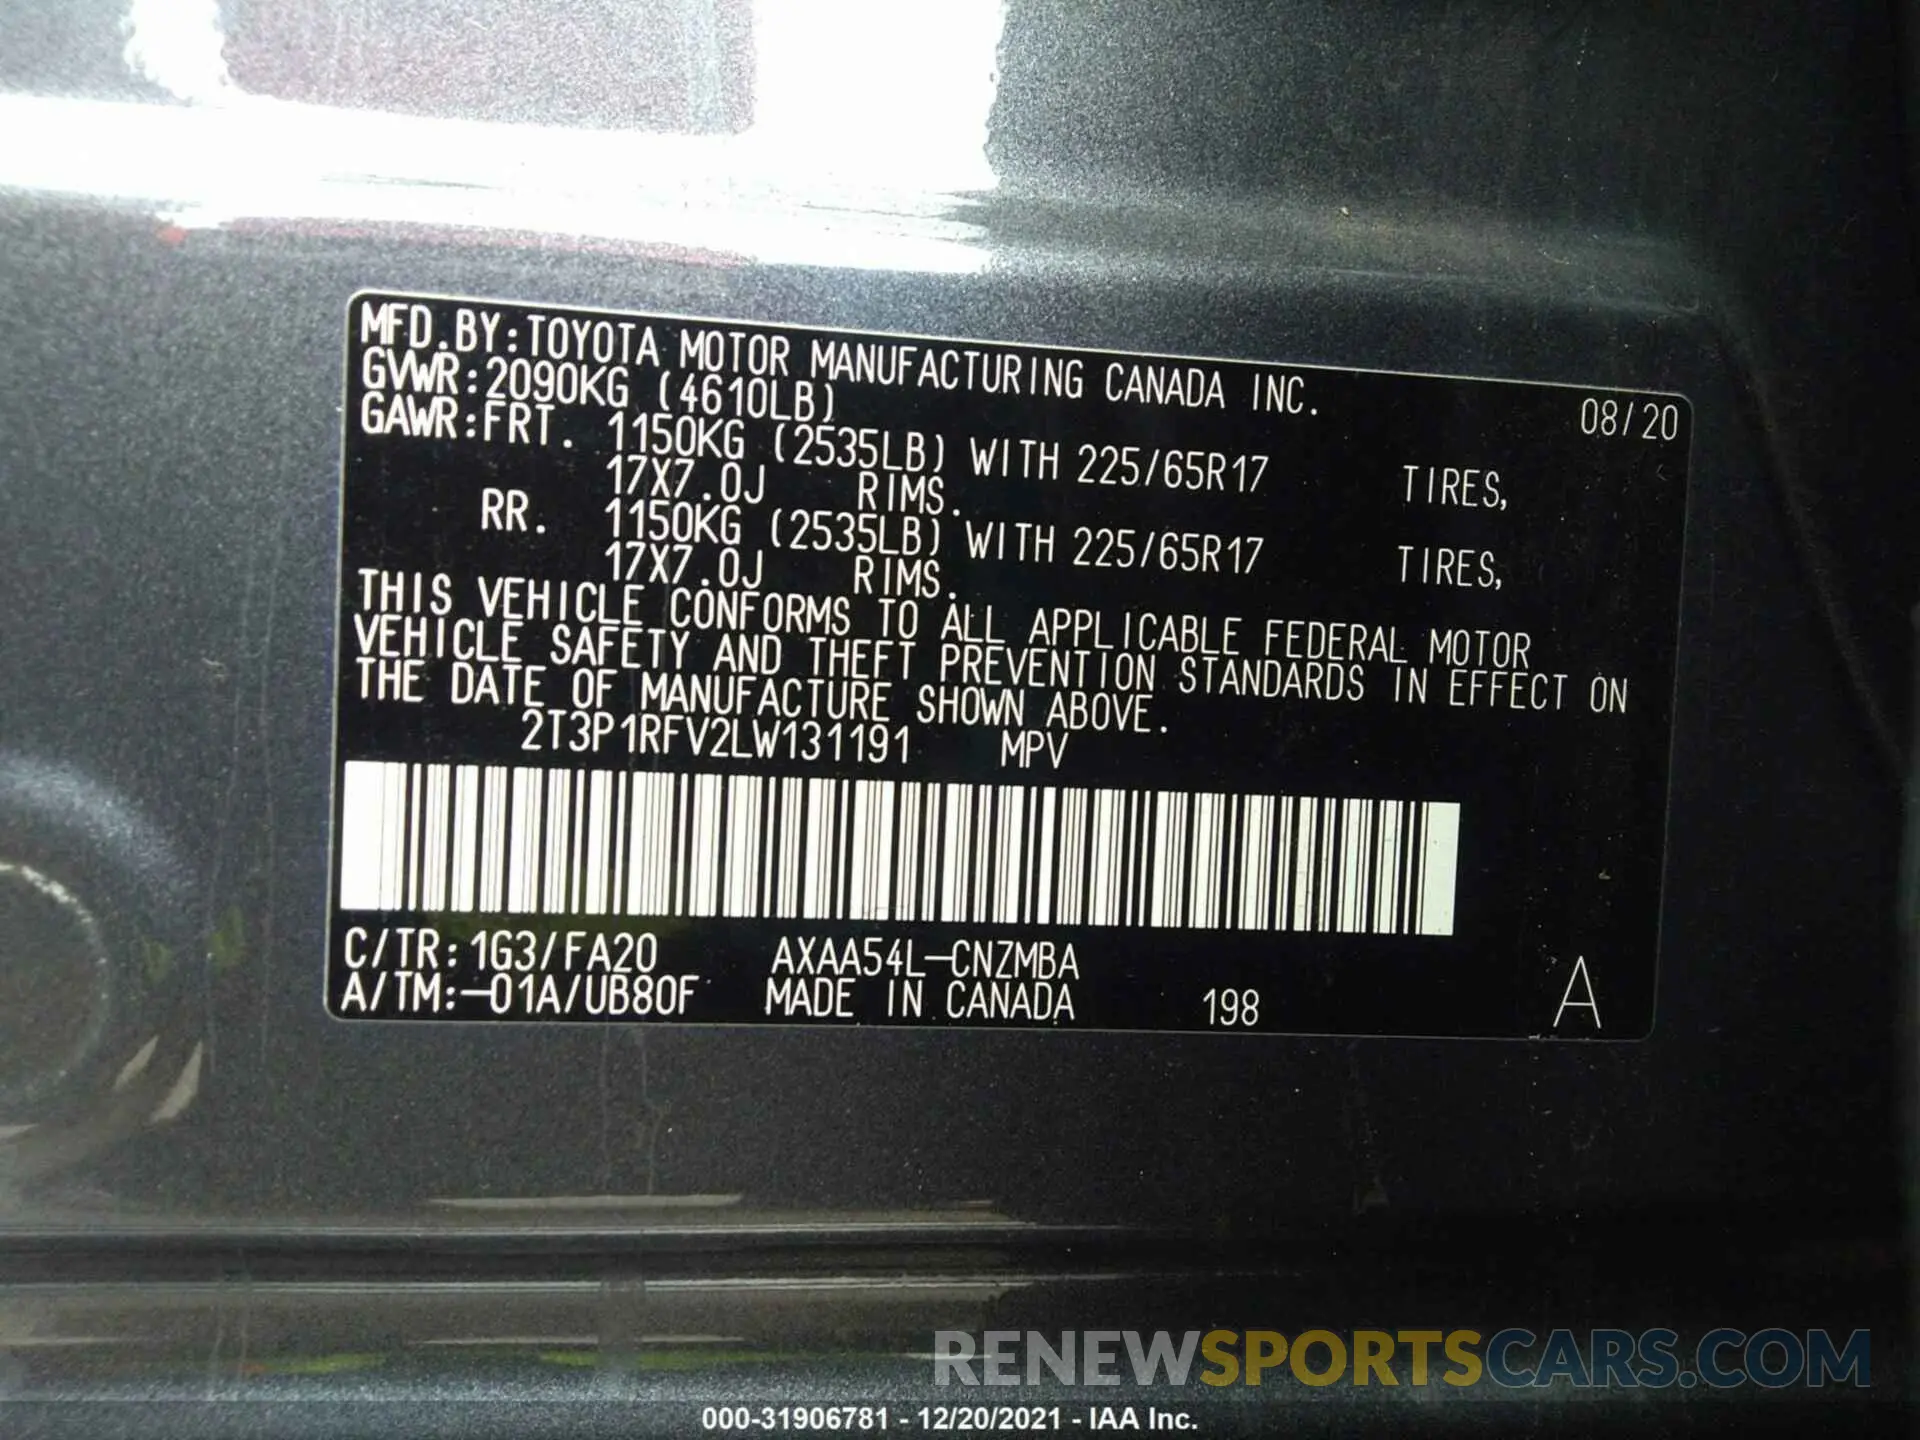 MFD.BY:TOYOTA MOTOR MANUFACTURING CANADA INC. 08/20
GVWR:2090KG (4610LB)
GAWR:FRT. 1150KG (2535LB) WITH 225/65R17 TIRES,
17X7.0J RIMS.
RR. 1150KG (2535LB) WITH 225/65R17 TIRES,
17X7.0J RIMS.
THIS VEHICLE CONFORMS TO ALL APPLICABLE FEDERAL MOTOR
VEHICLE SAFETY AND THEFT PREVENTION STANDARDS IN EFFECT ON
THE DATE OF MANUFACTURE SHOWN ABOVE.
2T3P1RFV2LW131191 MPV
C/TR:1G3/FA20 AXAA54L-CNZMBA
A/TM:-01A/UB80F MADE IN CANADA 198 A
RENEWSPORTSCARS.COM
000-31906781 - 12/20/2021 - IAA Inc.